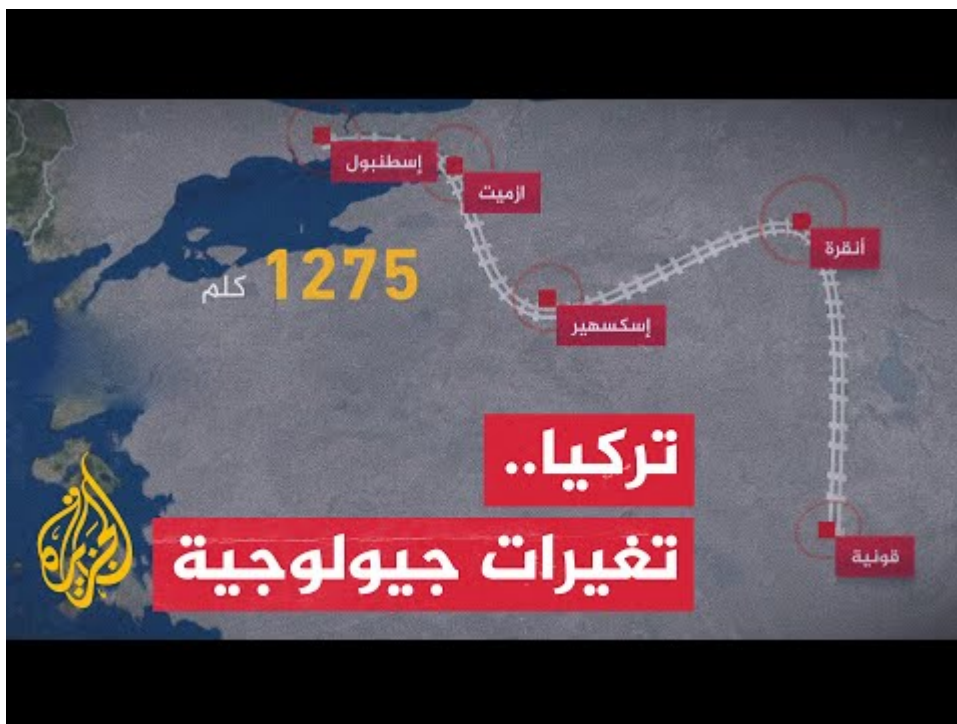 إسطنبول
ازميت
أنقرة
1275 كلم
إسكسهير
تركيا..
تغيرات جيولوجية
قونية
الجزيرة